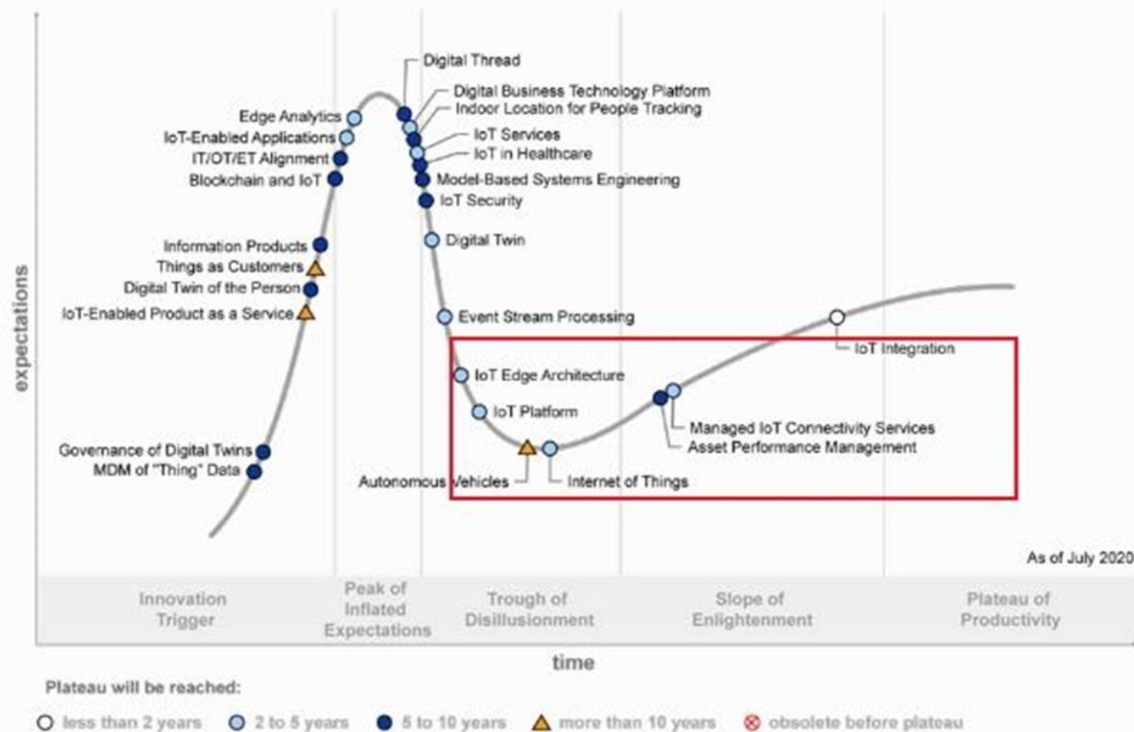 Digital Thread
Digital Business Technology Platform
Indoor Location for People Tracking
Edge Analytics
IoT-Enabled Applications
IoT Services
IT/OT/ET Alignment
IoT in Healthcare
Blockchain and IoT
Model-Based Systems Engineering
IoT Security
Information Products
Digital Twin
Things as Customers
Digital Twin of the Person
IoT-Enabled Product as a Service
Event Stream Processing
expectations
IoT Integration
IoT Edge Architecture
IoT Platform
Managed IoT Connectivity Services
Asset Performance Management
Governance of Digital Twins
MDM of "Thing" Data
Autonomous Vehicles
Internet of Things
As of July 2020
Innovation
Trigger
Peak of
Inflated
Expectations
Trough of
Disillusionment
Slope of
Enlightenment
Plateau of
Productivity
time
Plateau will be reached:
less than 2 years
2 to 5 years
5 to 10 years
more than 10 years
obsolete before plateau